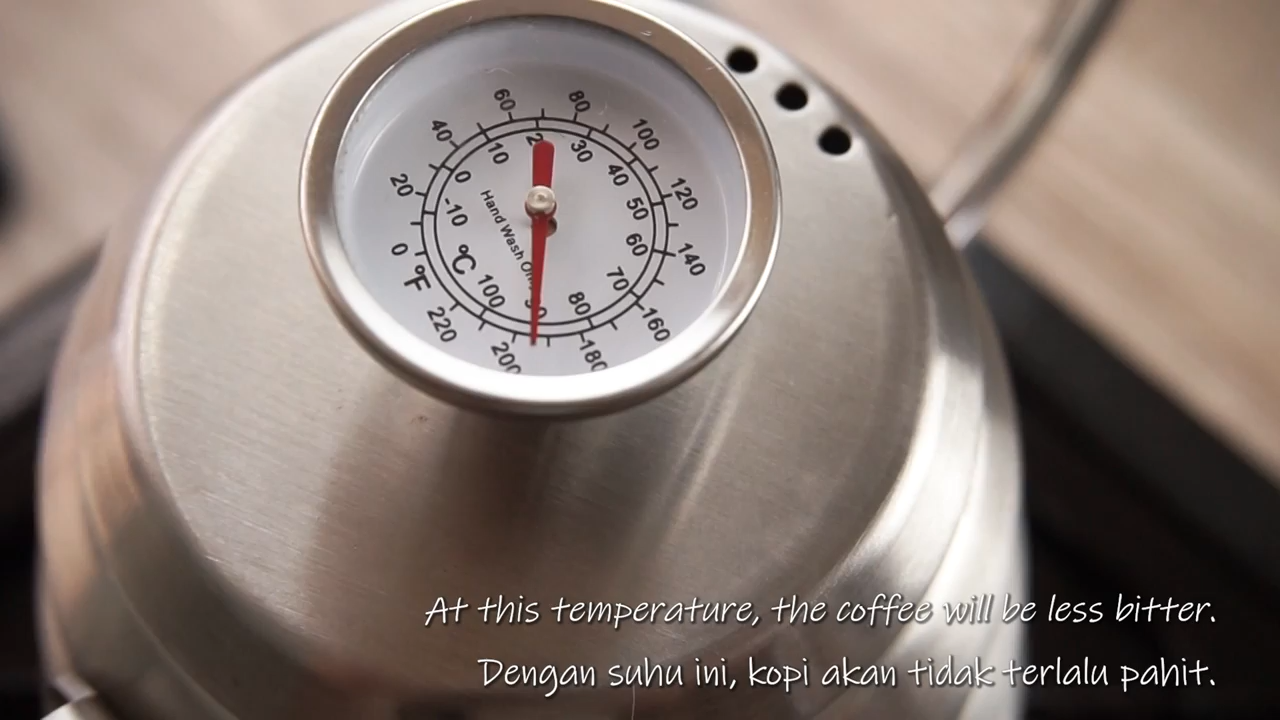 60 80
40 100
20 120
0 140
°F 160
220 180
200
10 30
0 40
-10 50
°C 60
100 70
80
Hand Wash
At this temperature, the coffee will be less bitter.
Dengan suhu ini, kopi akan tidak terlalu pahit.